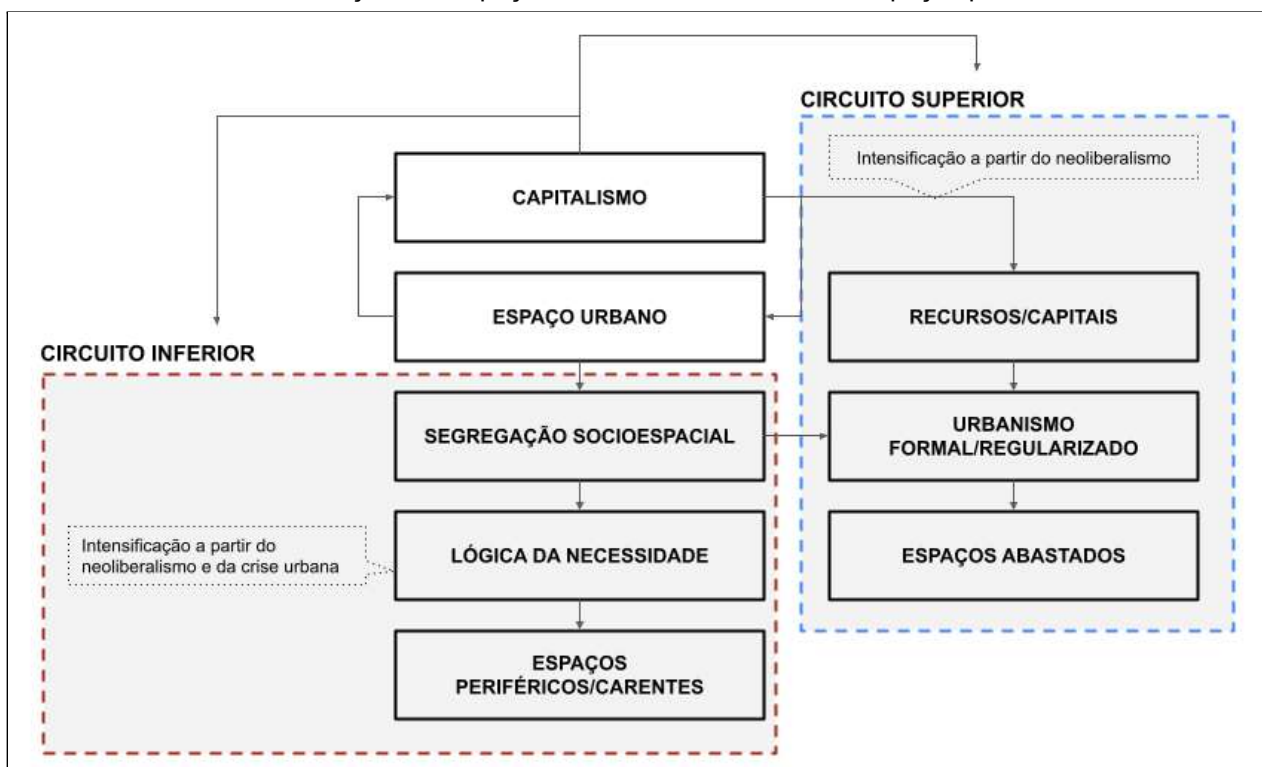 CIRCUITO SUPERIOR
Intensificação a partir do neoliberalismo
CAPITALISMO
ESPAÇO URBANO
RECURSOS/CAPITAIS
CIRCUITO INFERIOR
SEGREGAÇÃO SOCIOESPACIAL
URBANISMO
FORMAL/REGULARIZADO
Intensificação a partir do
neoliberalismo e da crise urbana
LÓGICA DA NECESSIDADE
ESPAÇOS ABASTADOS
ESPAÇOS
PERIFÉRICOS/CARENTES